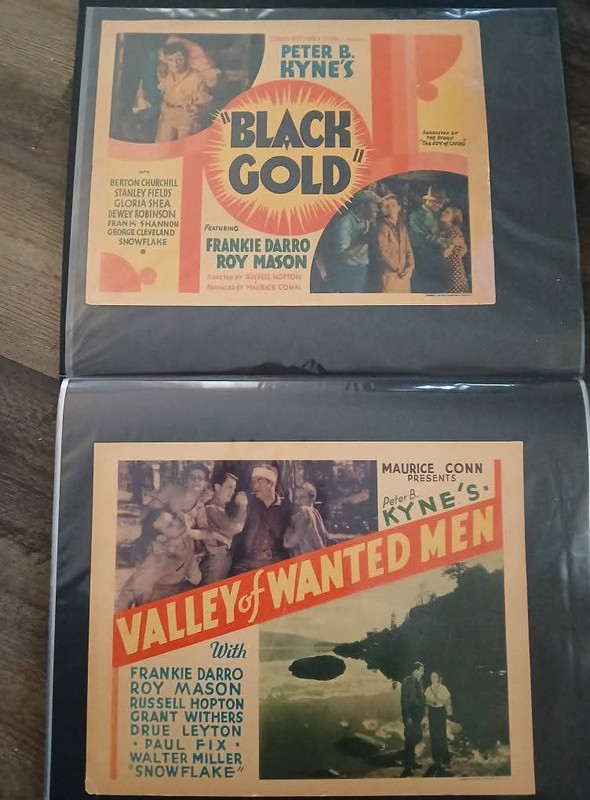 PETER B.
KYNE'S
"BLACK
GOLD"
SUGGESTED BY
THE STORY
"THE JOY OF LIVING"
WITH
BERTON CHURCHILL
STANLEY FIELDS
GLORIA SHEA
DEWEY ROBINSON
FRANK SHANNON
GEORGE CLEVELAND
SNOWFLAKE
FEATURING
FRANKIE DARRO
ROY MASON
DIRECTED BY RUSSELL HOPTON
PRODUCED BY MAURICE CONN
MAURICE CONN
PRESENTS
Peter B.
KYNE'S
VALLEY of WANTED MEN
With
FRANKIE DARRO
ROY MASON
RUSSELL HOPTON
GRANT WITHERS
DRUE LEYTON
· PAUL FIX ·
WALTER MILLER
"SNOWFLAKE"